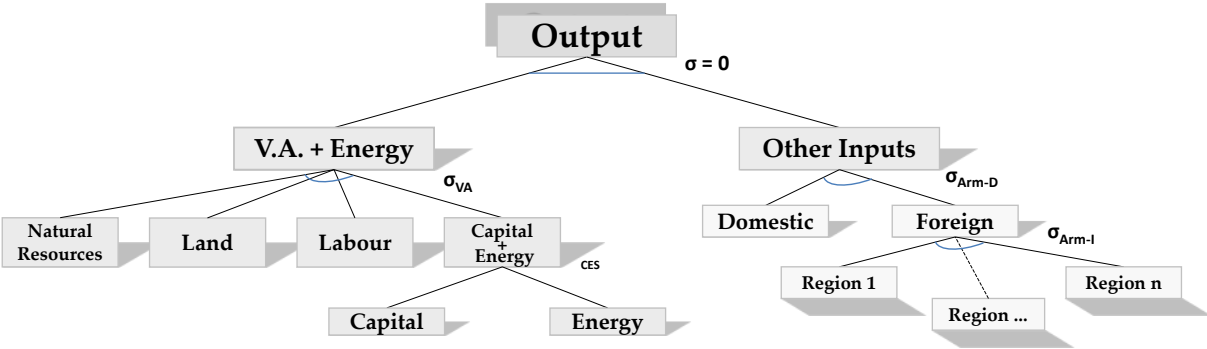 Output
σ = 0
V.A. + Energy
Other Inputs
σVA
σArm-D
Natural
Resources
Land
Labour
Capital
+
Energy
CES
Domestic
Foreign
σArm-I
Capital
Energy
Region 1
Region ...
Region n